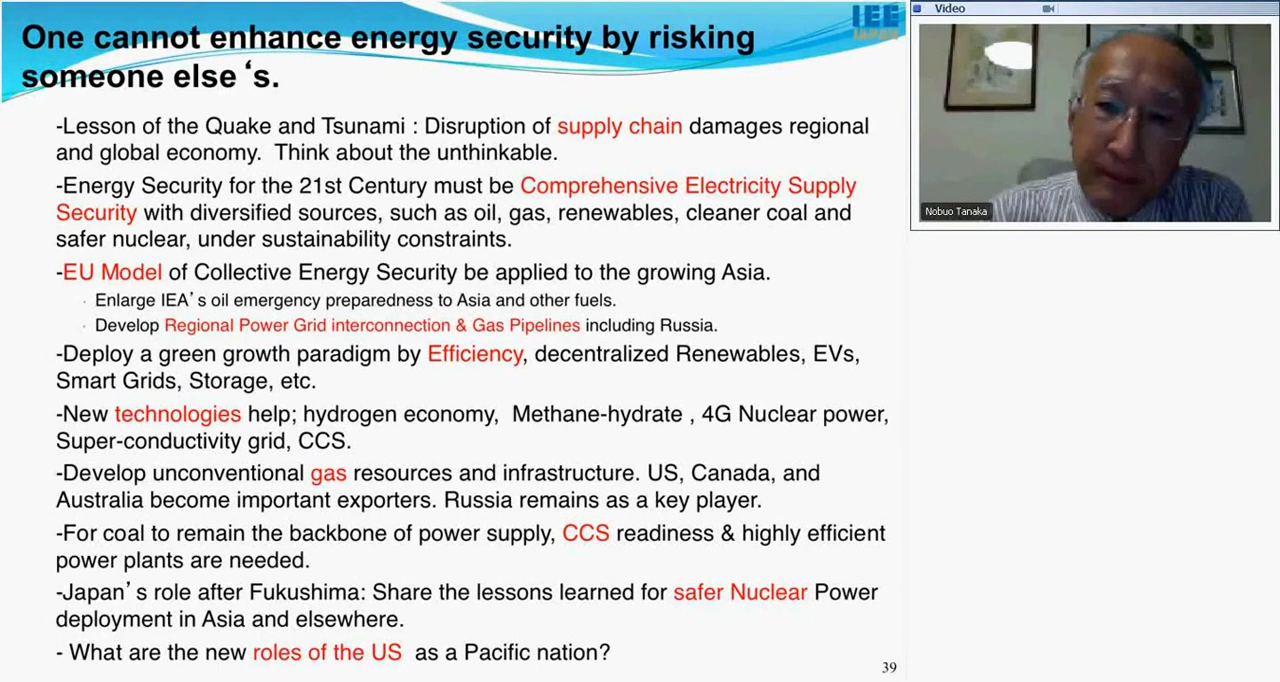 One cannot enhance energy security by risking
someone else‘s.
IEE
JAPAN
-Lesson of the Quake and Tsunami : Disruption of supply chain damages regional
and global economy.  Think about the unthinkable.
-Energy Security for the 21st Century must be Comprehensive Electricity Supply
Security with diversified sources, such as oil, gas, renewables, cleaner coal and
safer nuclear, under sustainability constraints.
-EU Model of Collective Energy Security be applied to the growing Asia.
· Enlarge IEA’s oil emergency preparedness to Asia and other fuels.
· Develop Regional Power Grid interconnection & Gas Pipelines including Russia.
-Deploy a green growth paradigm by Efficiency, decentralized Renewables, EVs,
Smart Grids, Storage, etc.
-New technologies help; hydrogen economy,  Methane-hydrate , 4G Nuclear power,
Super-conductivity grid, CCS.
-Develop unconventional gas resources and infrastructure. US, Canada, and
Australia become important exporters. Russia remains as a key player.
-For coal to remain the backbone of power supply, CCS readiness & highly efficient
power plants are needed.
-Japan’s role after Fukushima: Share the lessons learned for safer Nuclear Power
deployment in Asia and elsewhere.
- What are the new roles of the US  as a Pacific nation?
39
Video
Nobuo Tanaka